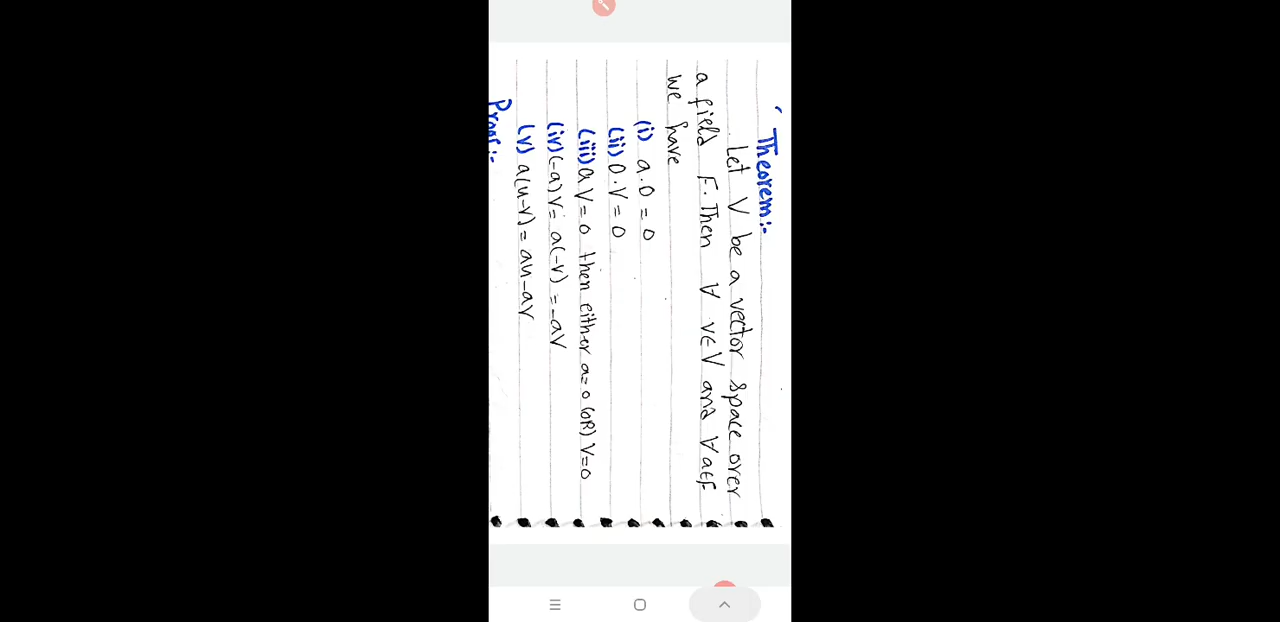 Theorem:-
Let V be a vector space over
a field F. Then ∀ v∈V and ∀ a∈F
we have
(i) a.0 = 0
(ii) 0.v = 0
(iii) av = 0 then either a=0 (OR) v=0
(iv) (-a)v = a(-v) = -av
(v) a(u-v) = au-av
Proof:-